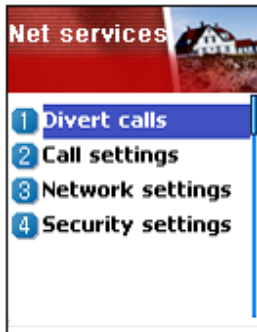 Net services
1 Divert calls
2 Call settings
3 Network settings
4 Security settings